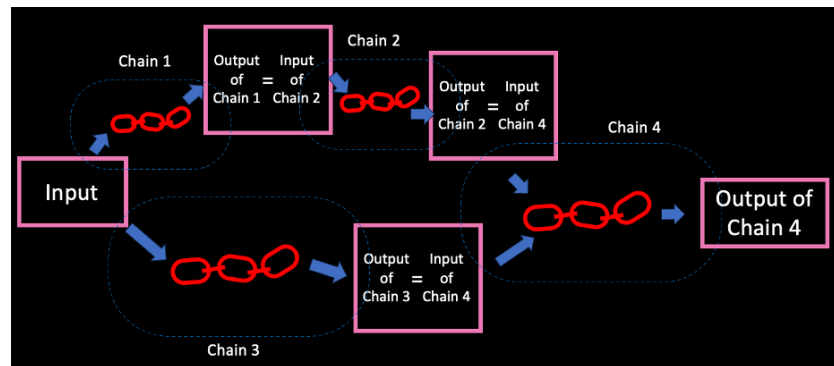 Chain 1
Output Input
of = of
Chain 1 Chain 2
Chain 2
Output Input
of = of
Chain 2 Chain 4
Chain 4
Input
Output of
Chain 4
Output Input
of = of
Chain 3 Chain 4
Chain 3